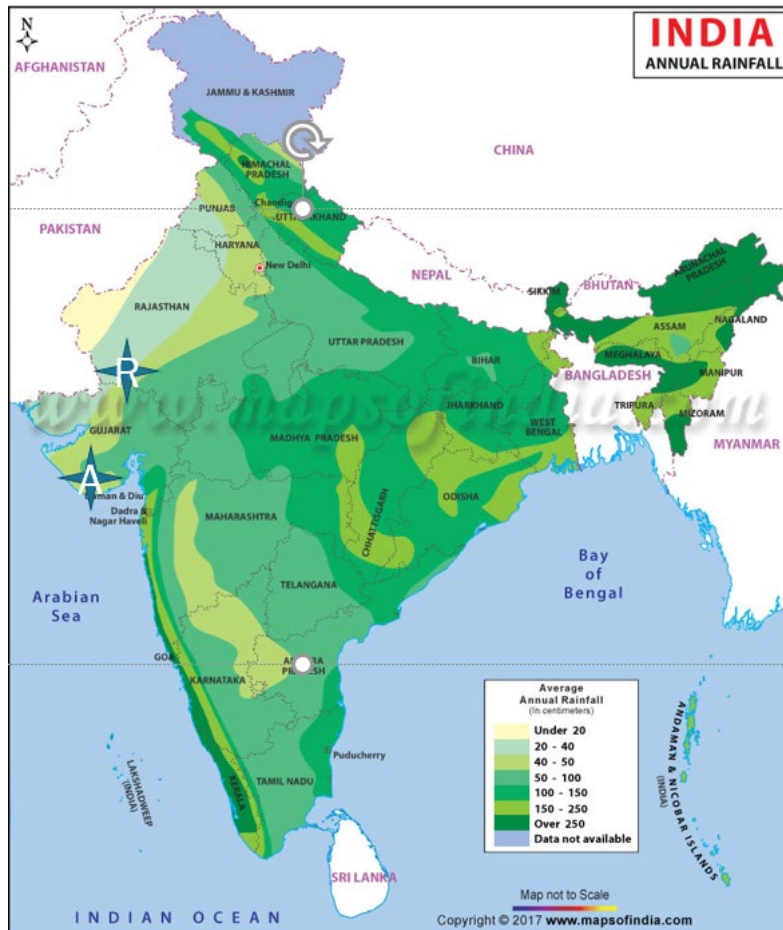 N
INDIA
ANNUAL RAINFALL
AFGHANISTAN
JAMMU & KASHMIR
CHINA
HIMACHAL
PRADESH
PAKISTAN
PUNJAB
Chandig
HARYANA
New Delhi
NEPAL
SIKKIM
BHUTAN
ARUNACHAL
PRADESH
RAJASTHAN
UTTAR PRADESH
ASSAM
NAGALAND
R
BIHAR
MEGHALAYA
MANIPUR
BANGLADESH
www.mapsofindia.com
JHARKHAND
GUJARAT
MADHYA PRADESH
WEST
BENGAL
TRIPURA
MIZORAM
MYANMAR
A
Daman & Diu
Dadra &
Nagar Haveli
MAHARASHTRA
CHHATTISGARH
ODISHA
Arabian
Sea
TELANGANA
Bay
of
Bengal
GOA
KARNATAKA
PRADESH
Average
Annual Rainfall
(In centimeters)
Under 20
20 - 40
40 - 50
50 - 100
100 - 150
150 - 250
Over 250
Data not available
ANDAMAN & NICOBAR ISLANDS
(INDIA)
LAKSHADWEEP
(INDIA)
Puducherry
KERALA
TAMIL NADU
SRI LANKA
INDIAN OCEAN
Map not to Scale
Copyright © 2017 www.mapsofindia.com